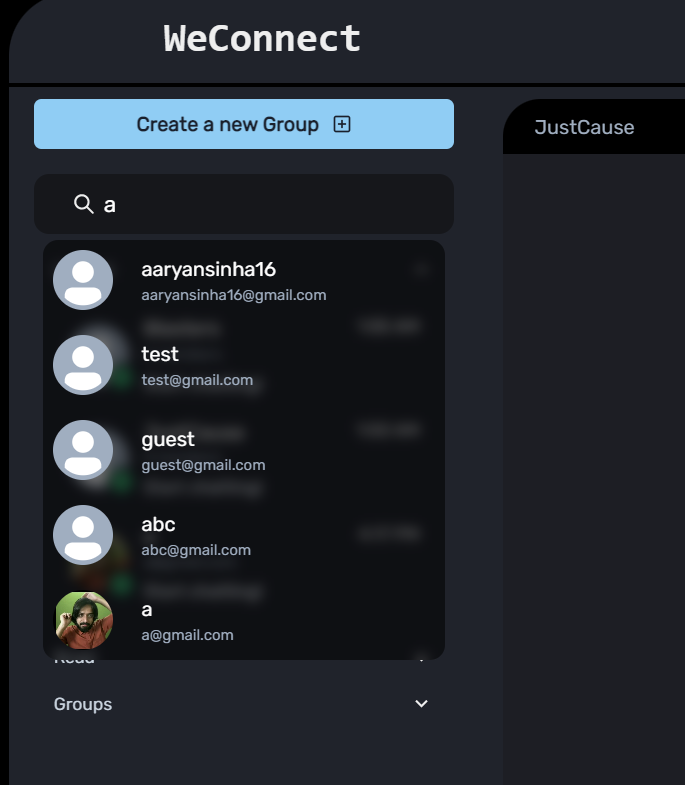 WeConnect
Create a new Group
JustCause
a
aaryansinha16
aaryansinha16@gmail.com
test
test@gmail.com
guest
guest@gmail.com
abc
abc@gmail.com
a
a@gmail.com
Read
Groups